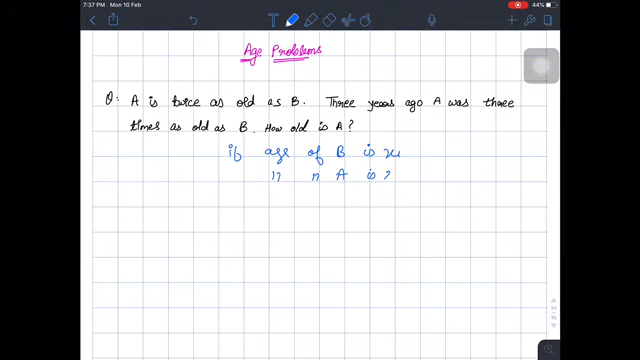 7:37 PM Mon 10 Feb 44%
T
Age Problems
Q: A is twice as old as B. Three years ago A was three
times as old as B. How old is A?
if age of B is x
" " A is